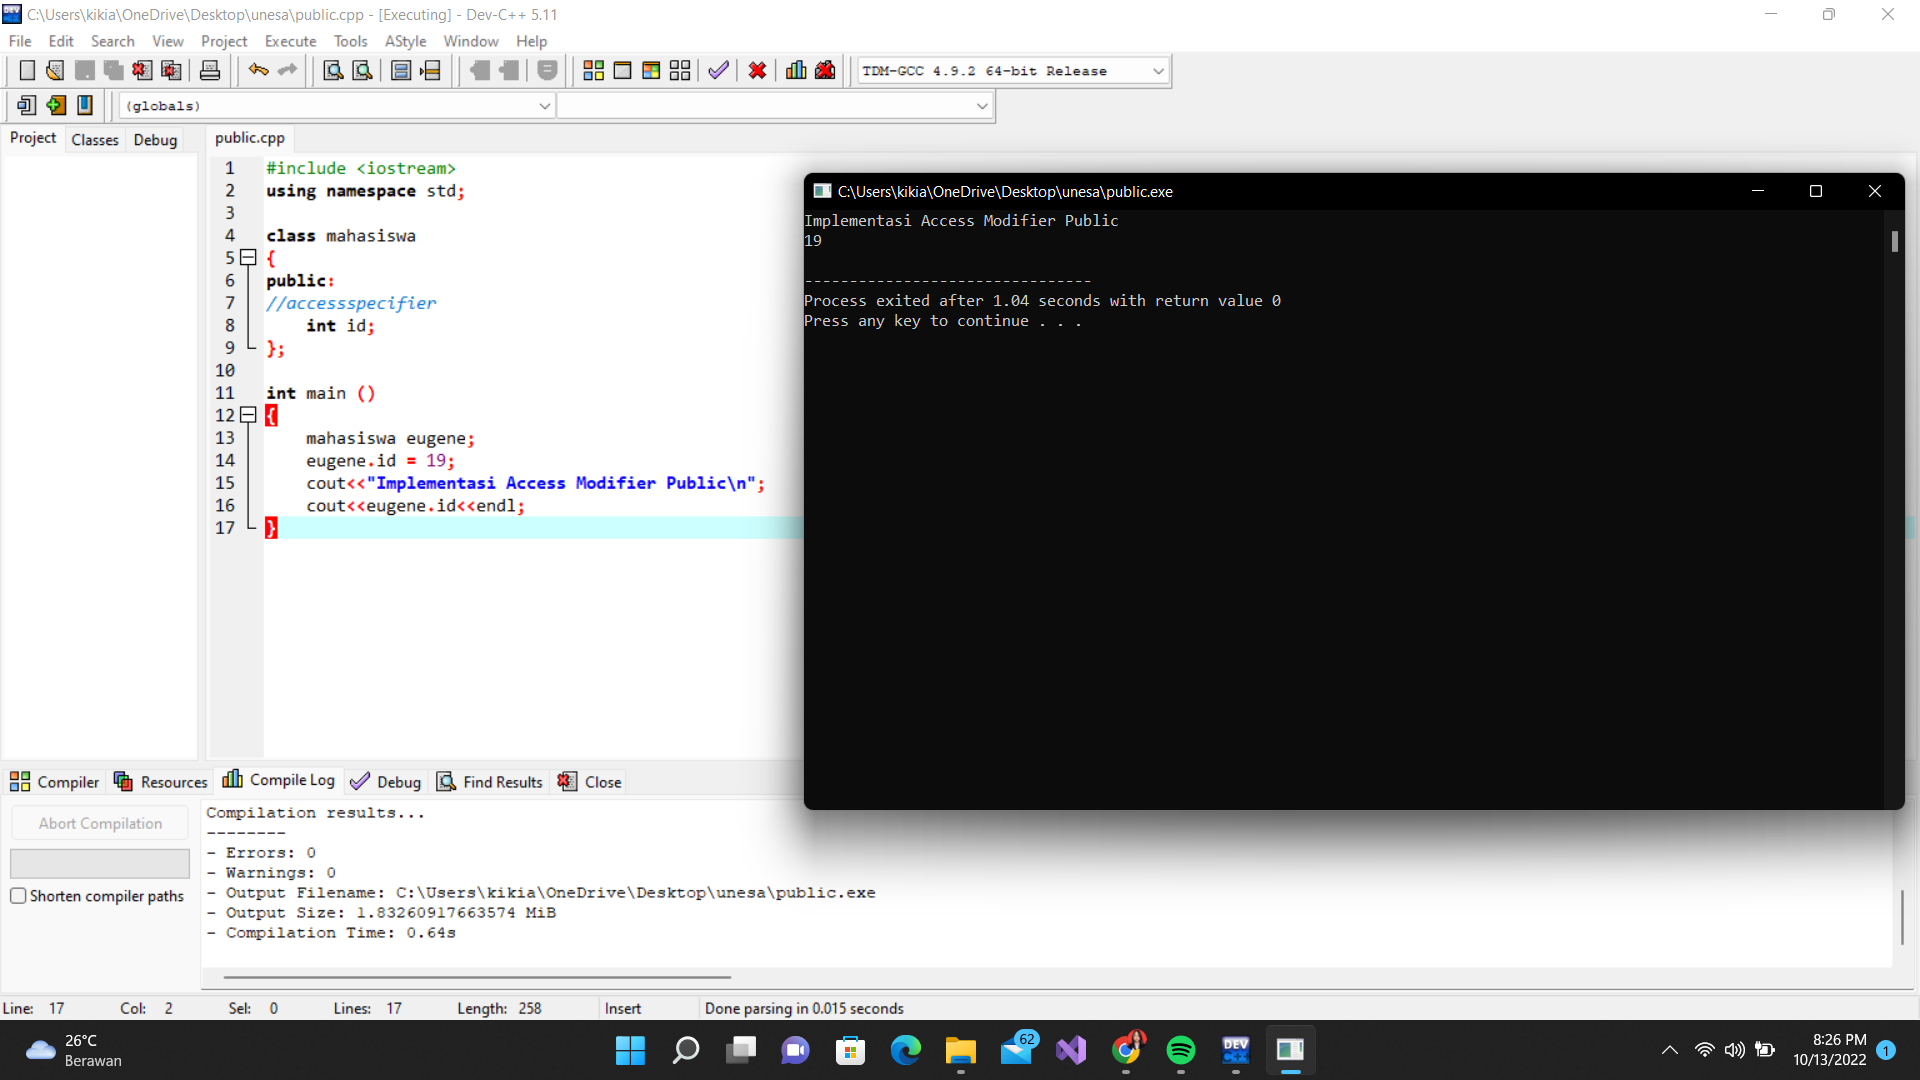 C:\Users\kikia\OneDrive\Desktop\unesa\public.cpp - [Executing] - Dev-C++ 5.11
File Edit Search View Project Execute Tools AStyle Window Help
TDM-GCC 4.9.2 64-bit Release
(globals)
Project Classes Debug
public.cpp
1 #include <iostream>
2 using namespace std;
3
4 class mahasiswa
5 {
6 public:
7 //accessspecifier
8 int id;
9 };
10
11 int main ()
12 {
13 mahasiswa eugene;
14 eugene.id = 19;
15 cout<<"Implementasi Access Modifier Public\n";
16 cout<<eugene.id<<endl;
17 }
C:\Users\kikia\OneDrive\Desktop\unesa\public.exe
Implementasi Access Modifier Public
19
--------------------------------
Process exited after 1.04 seconds with return value 0
Press any key to continue . . .
Compiler Resources Compile Log Debug Find Results Close
Abort Compilation
Shorten compiler paths
Compilation results...
--------
- Errors: 0
- Warnings: 0
- Output Filename: C:\Users\kikia\OneDrive\Desktop\unesa\public.exe
- Output Size: 1.83260917663574 MiB
- Compilation Time: 0.64s
Line: 17 Col: 2 Sel: 0 Lines: 17 Length: 258 Insert Done parsing in 0.015 seconds
26°C
Berawan
62
DEV
C++
8:26 PM
10/13/2022
1